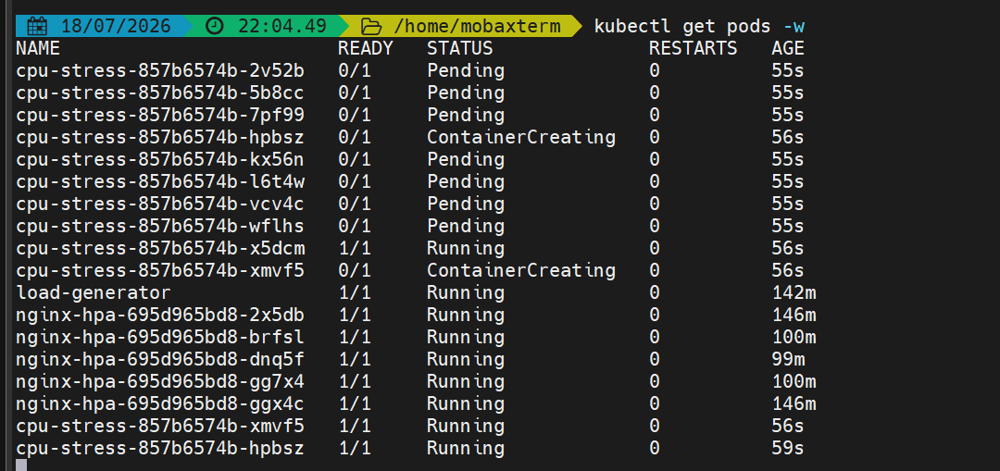 18/07/2026 22:04.49 /home/mobaxterm kubectl get pods -w
NAME READY STATUS RESTARTS AGE
cpu-stress-857b6574b-2v52b 0/1 Pending 0 55s
cpu-stress-857b6574b-5b8cc 0/1 Pending 0 55s
cpu-stress-857b6574b-7pf99 0/1 Pending 0 55s
cpu-stress-857b6574b-hpbsz 0/1 ContainerCreating 0 56s
cpu-stress-857b6574b-kx56n 0/1 Pending 0 55s
cpu-stress-857b6574b-l6t4w 0/1 Pending 0 55s
cpu-stress-857b6574b-vcv4c 0/1 Pending 0 55s
cpu-stress-857b6574b-wflhs 0/1 Pending 0 55s
cpu-stress-857b6574b-x5dcm 1/1 Running 0 56s
cpu-stress-857b6574b-xmvf5 0/1 ContainerCreating 0 56s
load-generator 1/1 Running 0 142m
nginx-hpa-695d965bd8-2x5db 1/1 Running 0 146m
nginx-hpa-695d965bd8-brfsl 1/1 Running 0 100m
nginx-hpa-695d965bd8-dnq5f 1/1 Running 0 99m
nginx-hpa-695d965bd8-gg7x4 1/1 Running 0 100m
nginx-hpa-695d965bd8-ggx4c 1/1 Running 0 146m
cpu-stress-857b6574b-xmvf5 1/1 Running 0 56s
cpu-stress-857b6574b-hpbsz 1/1 Running 0 59s